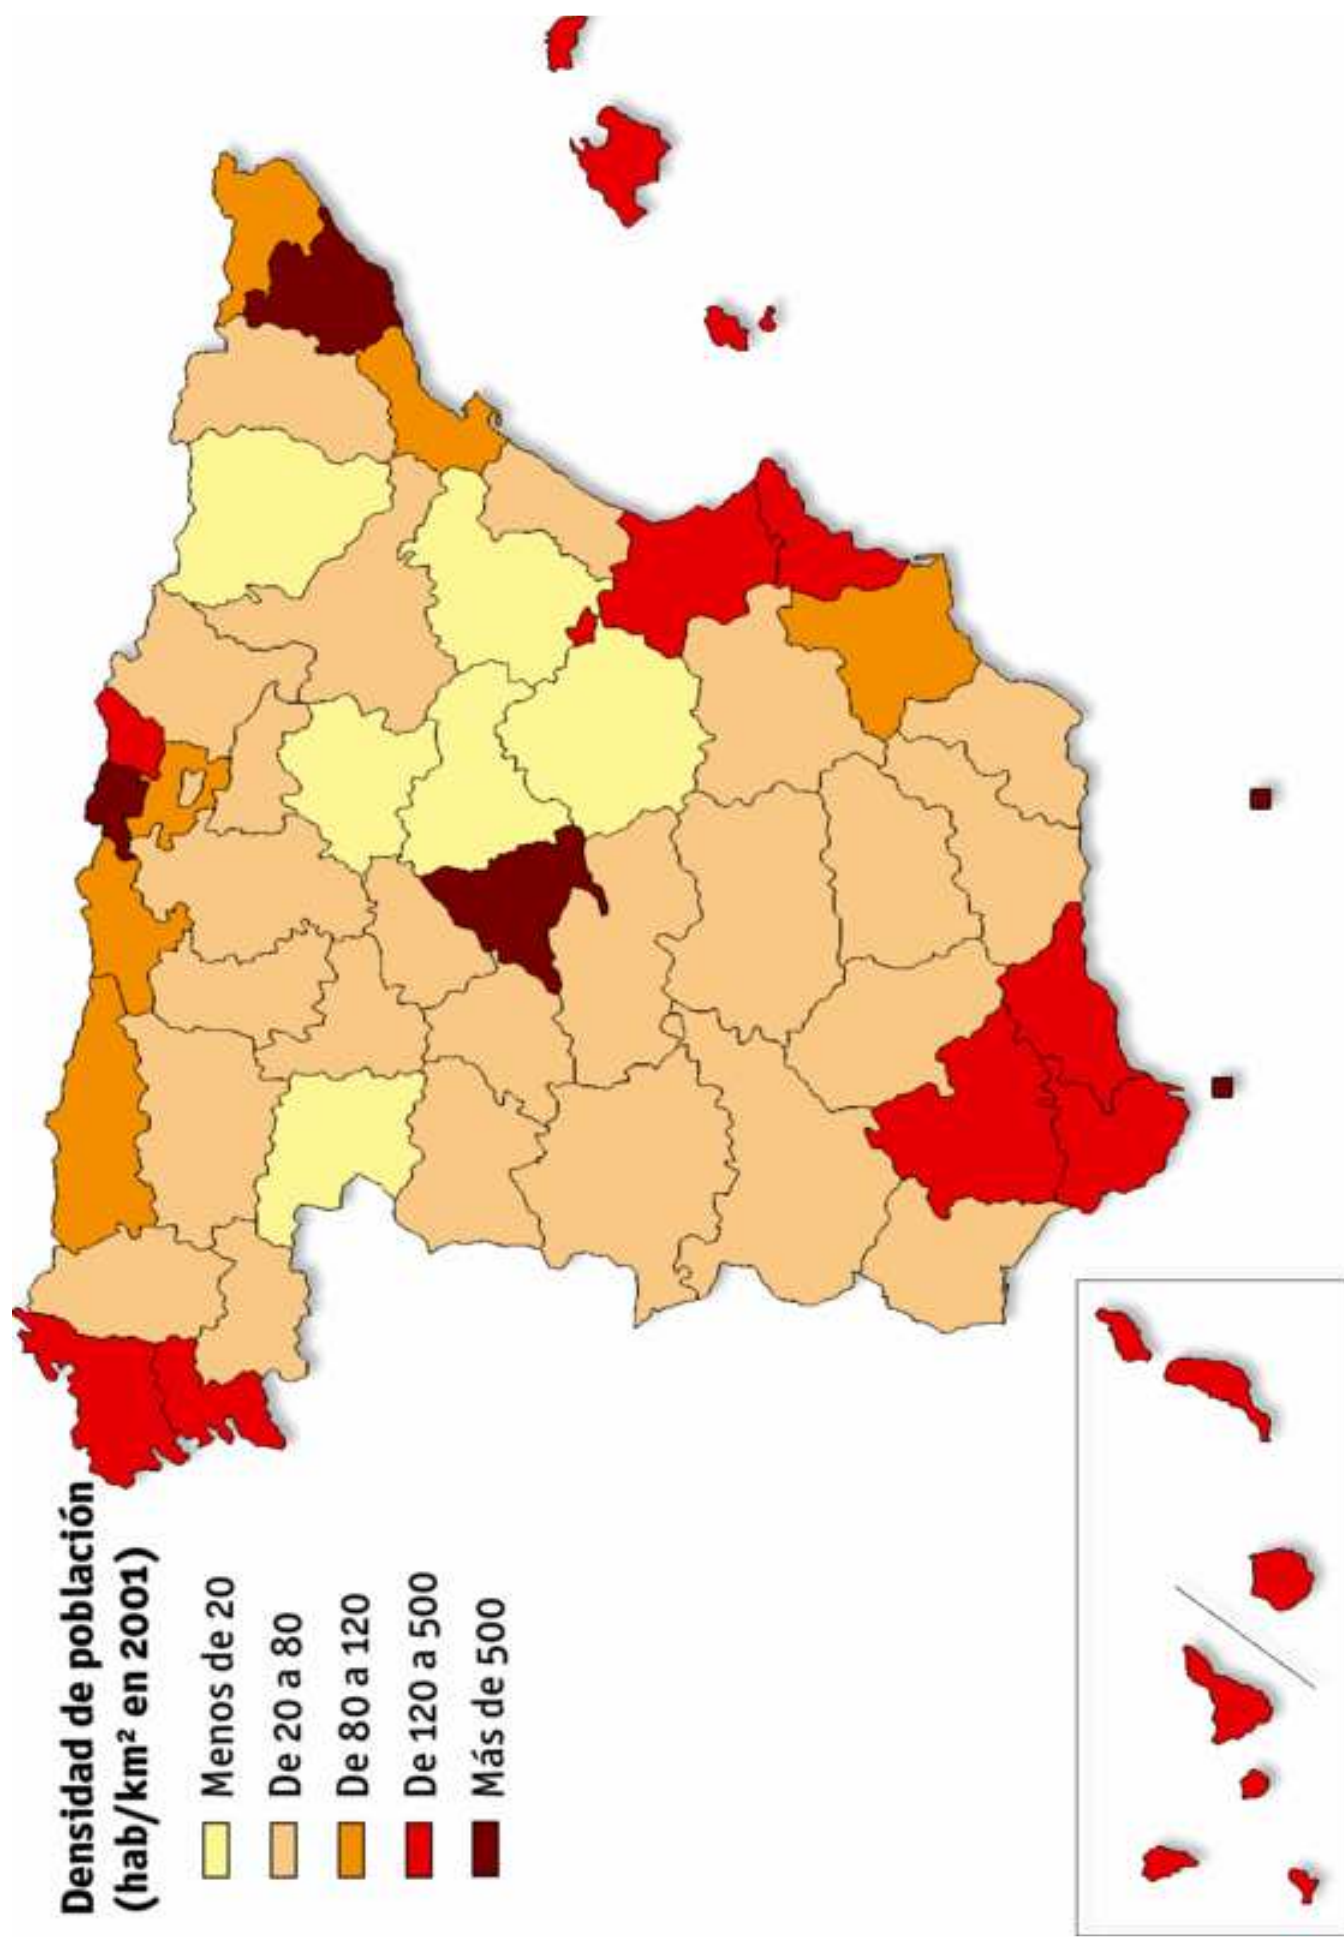 Densidad de población
(hab/km² en 2001)
Menos de 20
De 20 a 80
De 80 a 120
De 120 a 500
Más de 500